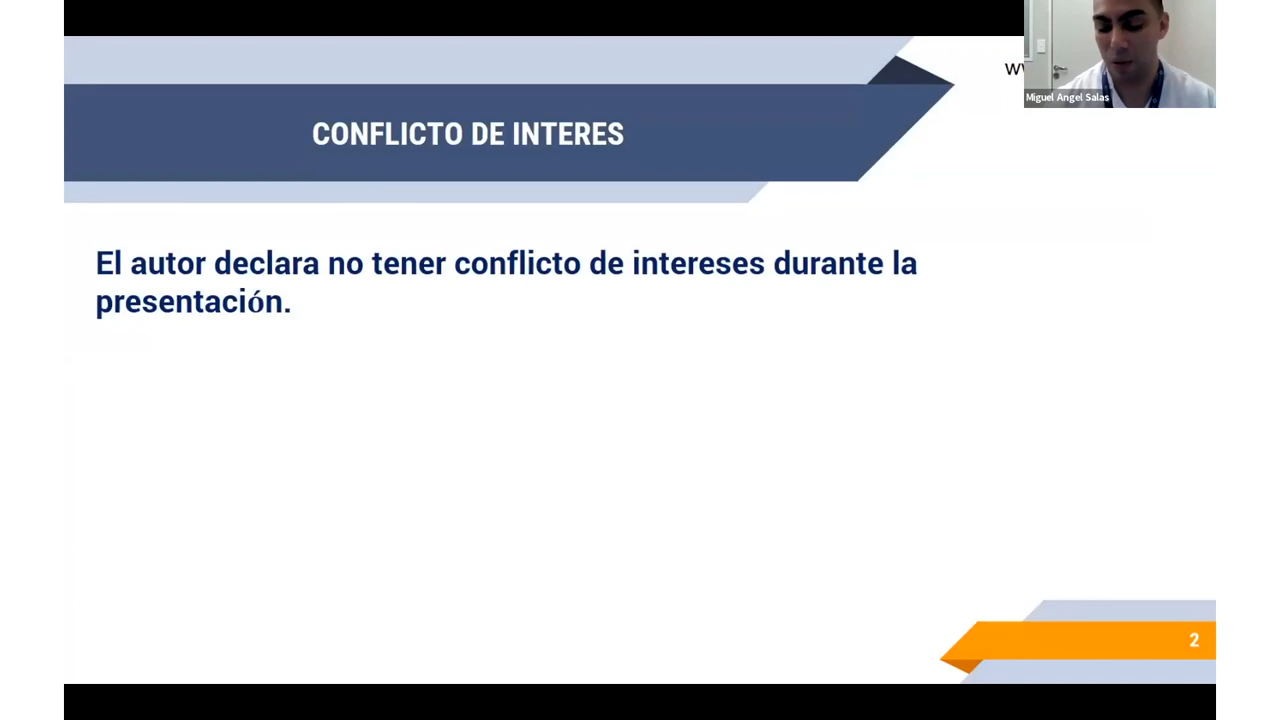 CONFLICTO DE INTERES
Miguel Angel Salas
El autor declara no tener conflicto de intereses durante la
presentación.
2